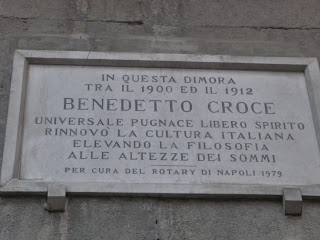 IN QUESTA DIMORA
TRA IL 1900 ED IL 1912
BENEDETTO CROCE
UNIVERSALE PUGNACE LIBERO SPIRITO
RINNOVÒ LA CULTURA ITALIANA
ELEVANDO LA FILOSOFIA
ALLE ALTEZZE DEI SOMMI
PER CURA DEL ROTARY DI NAPOLI 1979